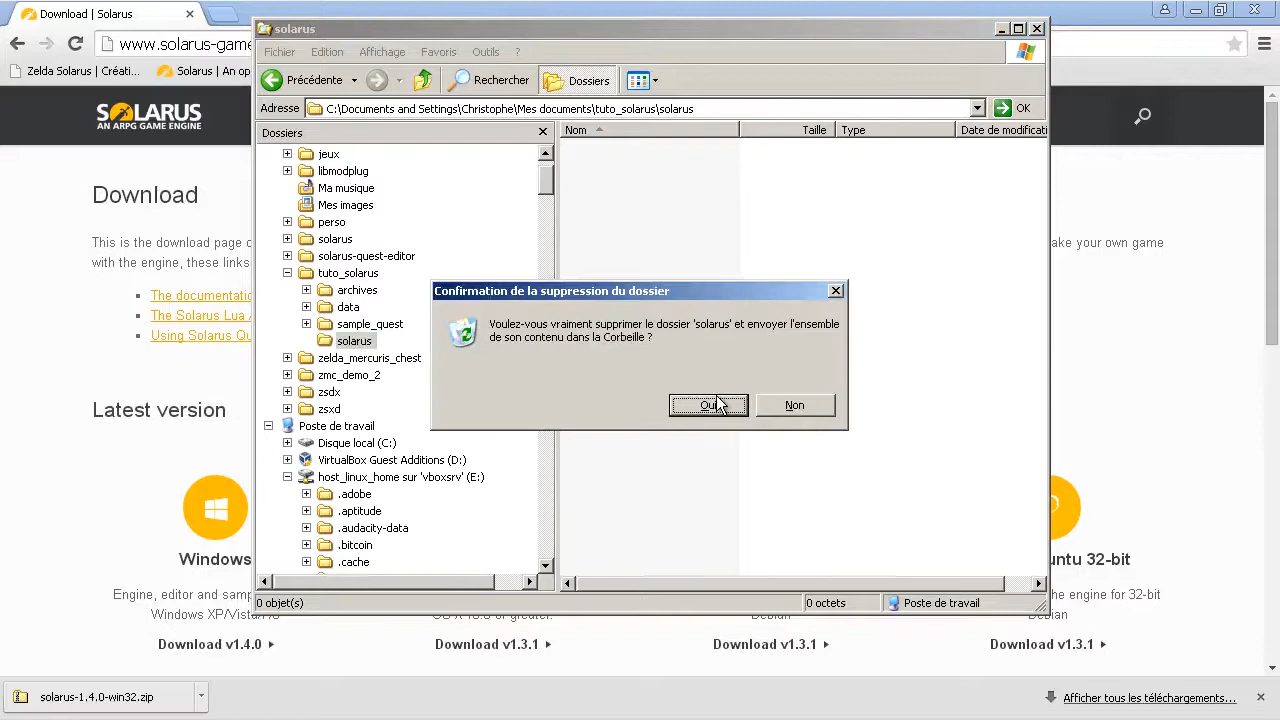 Download | Solarus
solarus
www.solarus-game
Fichier Edition Affichage Favoris Outils ?
Zelda Solarus | Créati...
Solarus | An op
Précédente
Rechercher
Dossiers
Adresse
C:\Documents and Settings\Christophe\Mes documents\tuto_solarus\solarus
OK
SOLARUS
AN ARPG GAME ENGINE
Dossiers
Nom Taille Type Date de modificati
jeux
libmodplug
Ma musique
Mes images
perso
solarus
solarus-quest-editor
tuto_solarus
archives
data
sample_quest
solarus
zelda_mercuris_chest
zmc_demo_2
zsdx
zsxd
Poste de travail
Disque local (C:)
VirtualBox Guest Additions (D:)
host_linux_home sur 'vboxsrv' (E:)
.adobe
.aptitude
.audacity-data
.bitcoin
.cache
Confirmation de la suppression du dossier
Voulez-vous vraiment supprimer le dossier 'solarus' et envoyer l'ensemble
de son contenu dans la Corbeille ?
Oui
Non
0 objet(s)
0 octets
Poste de travail
Download
This is the download page o
ake your own game
with the engine, these links
The documentatio
The Solarus Lua
Using Solarus Qu
Latest version
Windows
untu 32-bit
Engine, editor and samp
the engine for 32-bit
Windows XP/Vista/7/8
Debian
Download v1.4.0
Download v1.3.1
Download v1.3.1
Download v1.3.1
solarus-1.4.0-win32.zip
Afficher tous les téléchargements...